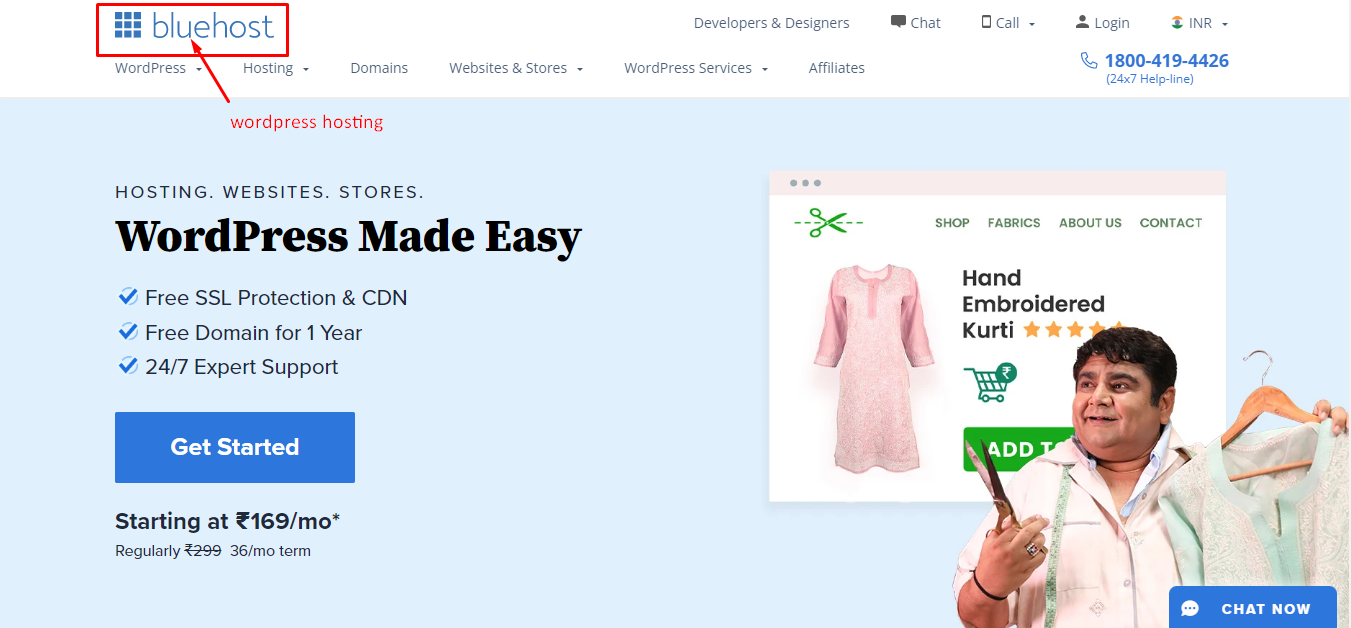 bluehost
Developers & Designers
Chat
Call
Login
INR
WordPress
Hosting
Domains
Websites & Stores
WordPress Services
Affiliates
1800-419-4426
(24x7 Help-line)
wordpress hosting
HOSTING. WEBSITES. STORES.
WordPress Made Easy
Free SSL Protection & CDN
Free Domain for 1 Year
24/7 Expert Support
Get Started
Starting at ₹169/mo*
Regularly ₹299 36/mo term
SHOP FABRICS ABOUT US CONTACT
Hand
Embroidered
Kurti
₹
ADD
CHAT NOW